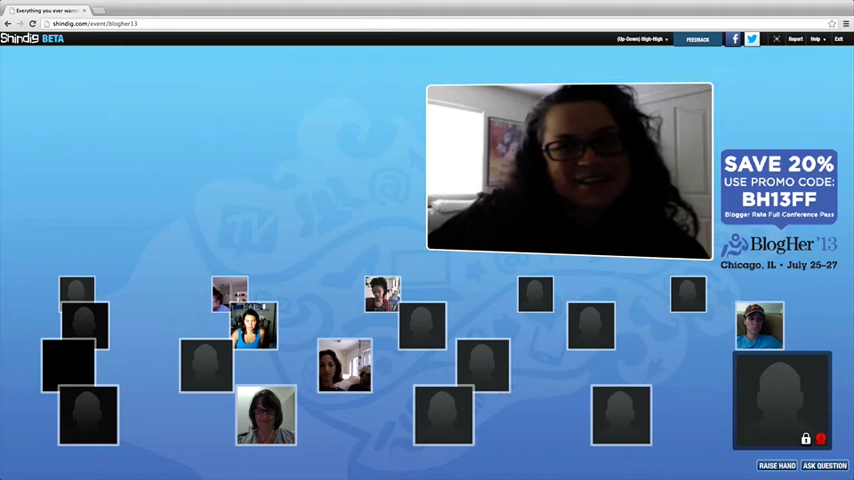 Everything you ever wan
shindig.com/event/blogher13
Shindig BETA
(Up-Down) High-High
FEEDBACK
Report
Help
Exit
TV
@
SAVE 20%
USE PROMO CODE:
BH13FF
Blogger Rate Full Conference Pass
BlogHer '13
Chicago, IL • July 25-27
RAISE HAND
ASK QUESTION